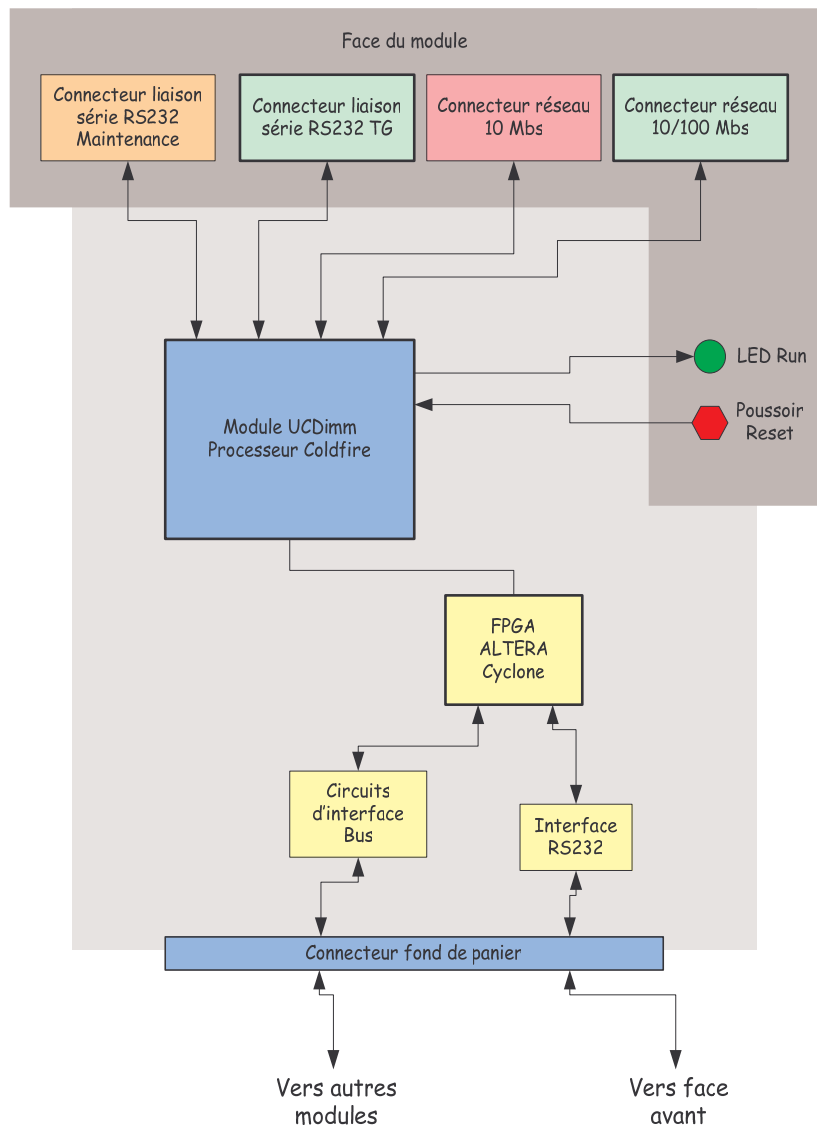 Face du module
Connecteur liaison
série RS232
Maintenance
Connecteur liaison
série RS232 TG
Connecteur réseau
10 Mbs
Connecteur réseau
10/100 Mbs
LED Run
Poussoir
Reset
Module UCDimm
Processeur Coldfire
FPGA
ALTERA
Cyclone
Circuits
d'interface
Bus
Interface
RS232
Connecteur fond de panier
Vers autres
modules
Vers face
avant